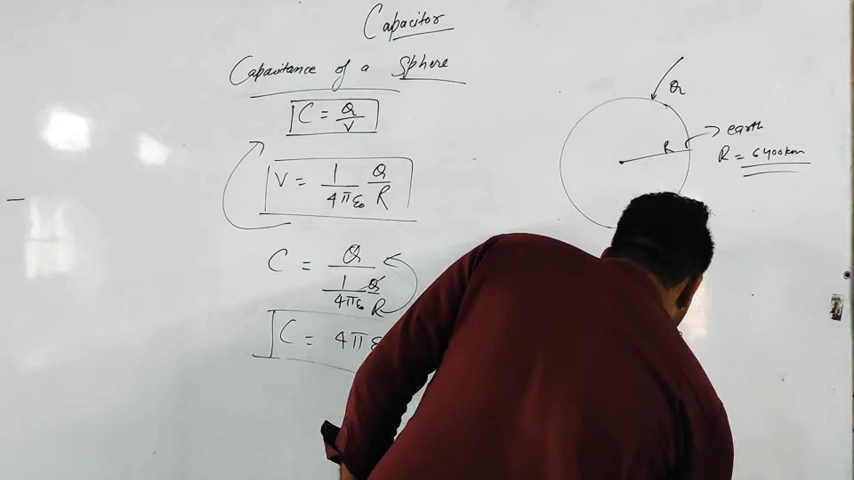 Capacitor
Capacitance of a Sphere
C = Q/V
V = 1/4πε₀ Q/R
C = Q / 1/4πε₀ Q/R
C = 4πε
Q
R
earth
R = 6400km